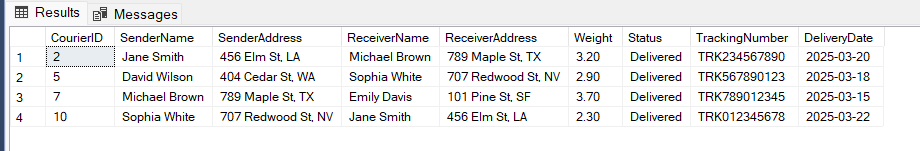 Results Messages
CourierID SenderName SenderAddress ReceiverName ReceiverAddress Weight Status TrackingNumber DeliveryDate
1 2 Jane Smith 456 Elm St, LA Michael Brown 789 Maple St, TX 3.20 Delivered TRK234567890 2025-03-20
2 5 David Wilson 404 Cedar St, WA Sophia White 707 Redwood St, NV 2.90 Delivered TRK567890123 2025-03-18
3 7 Michael Brown 789 Maple St, TX Emily Davis 101 Pine St, SF 3.70 Delivered TRK789012345 2025-03-15
4 10 Sophia White 707 Redwood St, NV Jane Smith 456 Elm St, LA 2.30 Delivered TRK012345678 2025-03-22